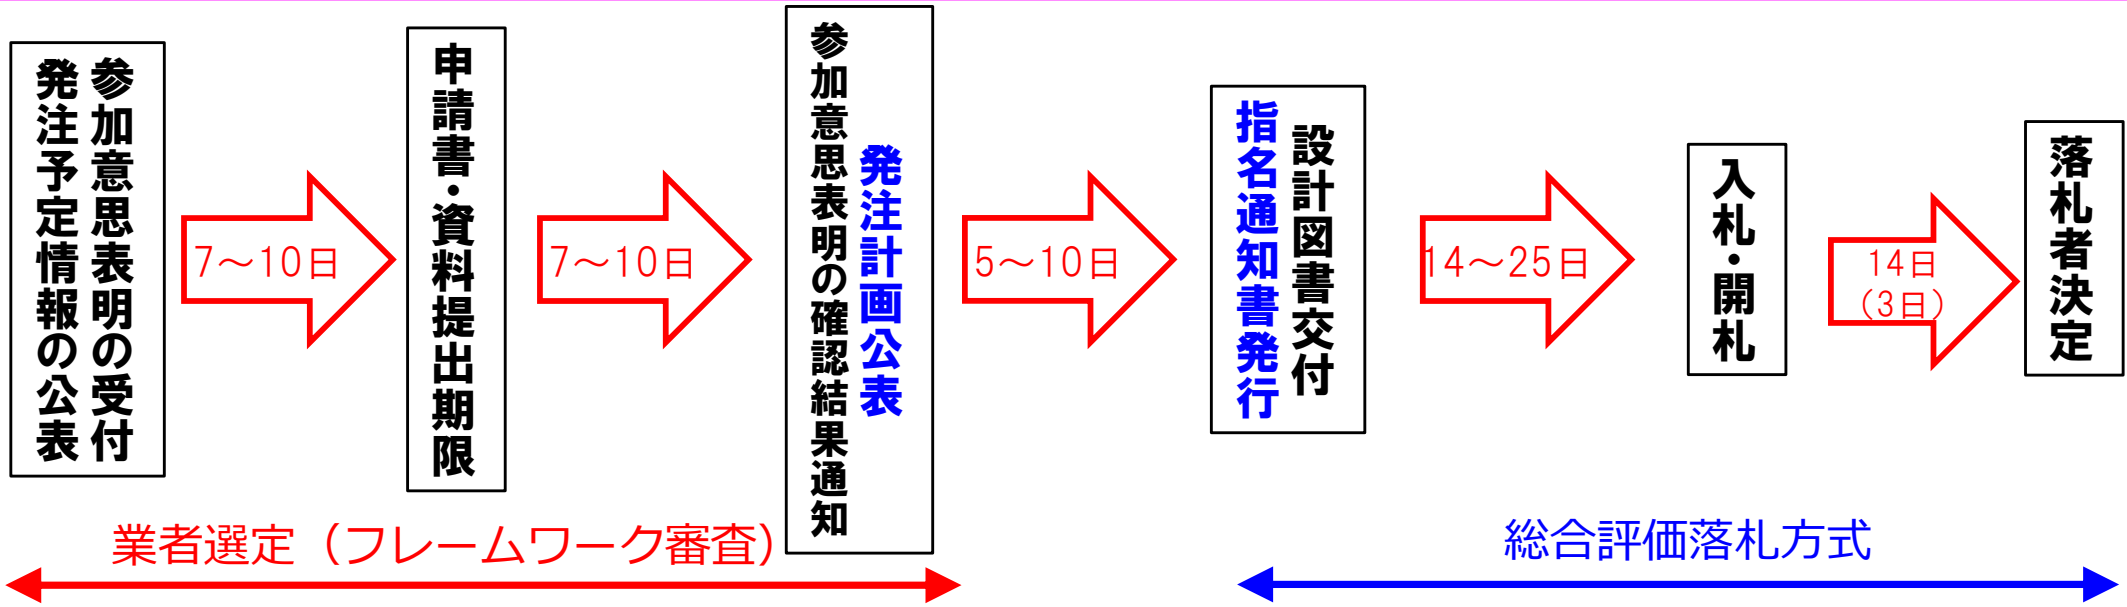 参加意思表明の受付
発注予定情報の公表
7～10日
申請書・資料提出期限
7～10日
発注計画公表
参加意思表明の確認結果通知
5～10日
設計図書交付
指名通知書発行
14～25日
入札・開札
14日
(3日)
落札者決定
業者選定（フレームワーク審査）
総合評価落札方式